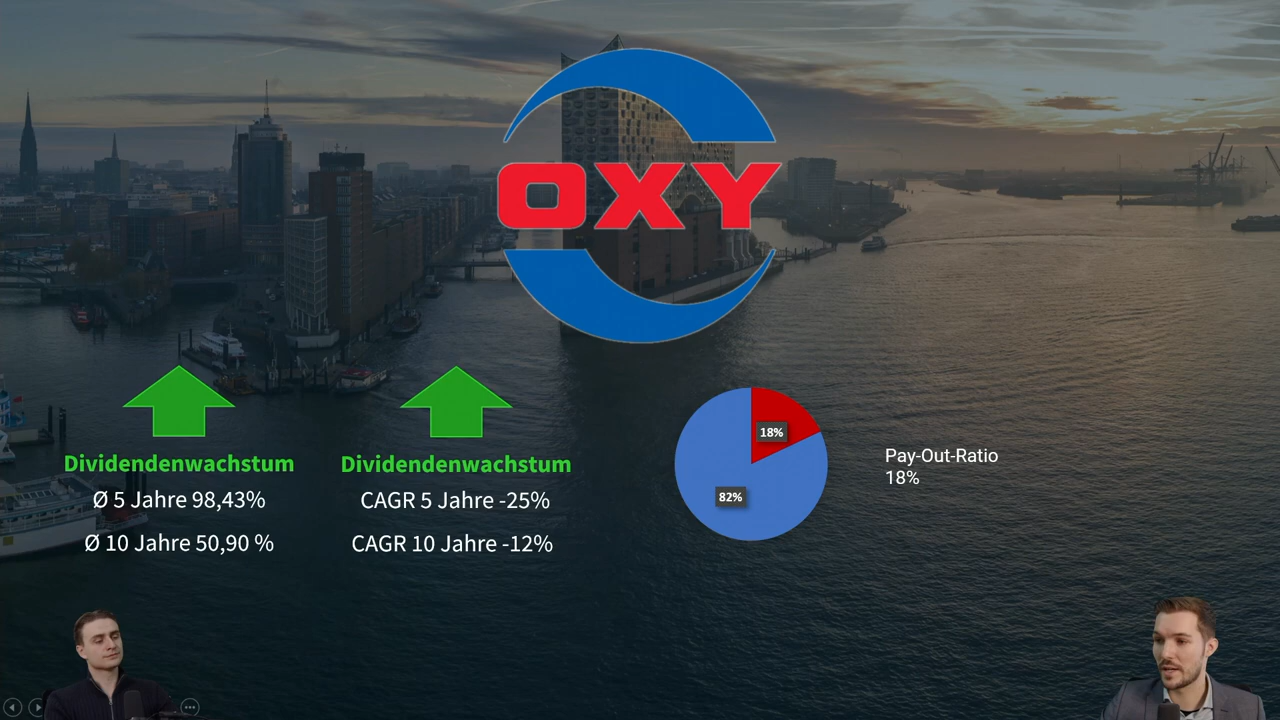 OXY
Dividendenwachstum
Ø 5 Jahre 98,43%
Ø 10 Jahre 50,90 %
Dividendenwachstum
CAGR 5 Jahre -25%
CAGR 10 Jahre -12%
18%
82%
Pay-Out-Ratio
18%